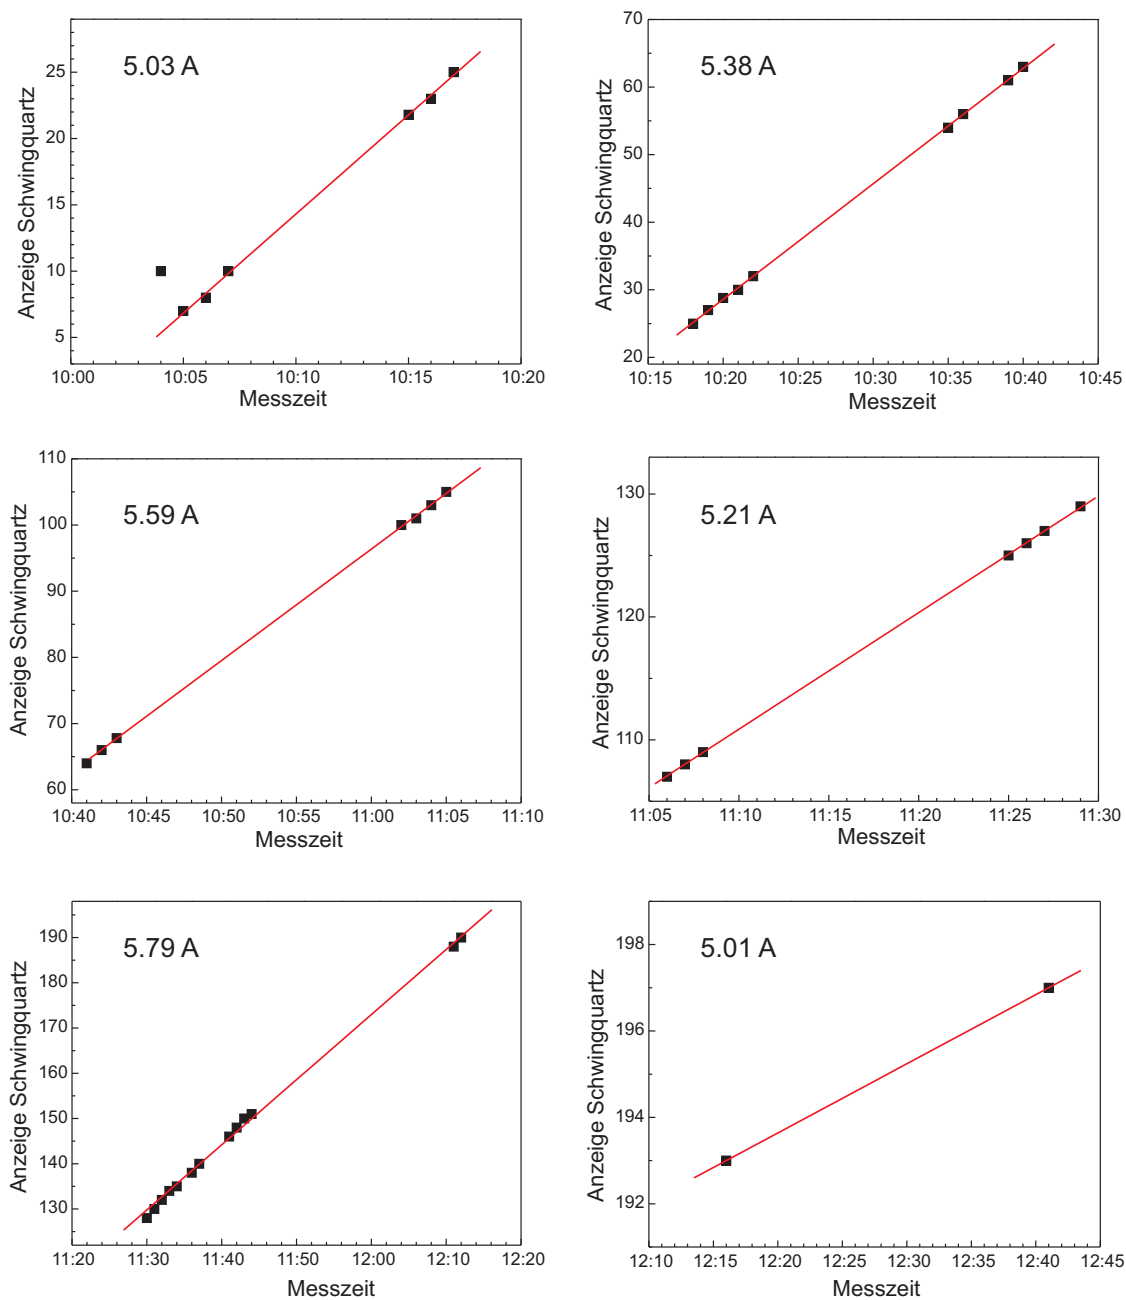 5.03 A
Anzeige Schwingquartz
25
20
15
10
5
10:00 10:05 10:10 10:15 10:20
Messzeit
5.38 A
Anzeige Schwingquartz
70
60
50
40
30
20
10:15 10:20 10:25 10:30 10:35 10:40 10:45
Messzeit
5.59 A
Anzeige Schwingquartz
110
100
90
80
70
60
10:40 10:45 10:50 10:55 11:00 11:05 11:10
Messzeit
5.21 A
Anzeige Schwingquartz
130
120
110
11:05 11:10 11:15 11:20 11:25 11:30
Messzeit
5.79 A
Anzeige Schwingquartz
190
180
170
160
150
140
130
11:20 11:30 11:40 11:50 12:00 12:10 12:20
Messzeit
5.01 A
Anzeige Schwingquartz
198
196
194
192
12:10 12:15 12:20 12:25 12:30 12:35 12:40 12:45
Messzeit